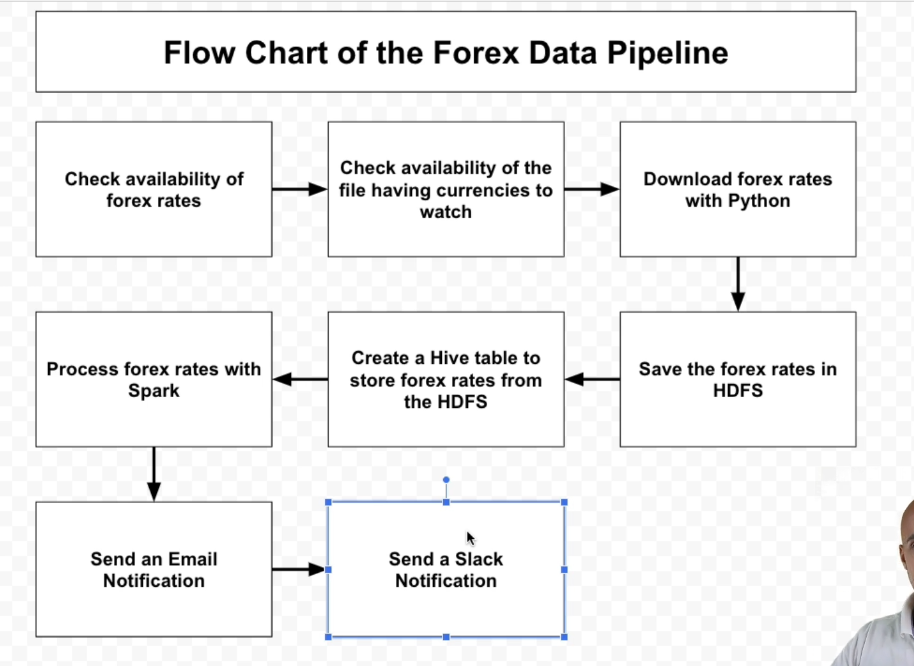 Flow Chart of the Forex Data Pipeline
Check availability of
forex rates
Check availability of the
file having currencies to
watch
Download forex rates
with Python
Save the forex rates in
HDFS
Create a Hive table to
store forex rates from
the HDFS
Process forex rates with
Spark
Send an Email
Notification
Send a Slack
Notification